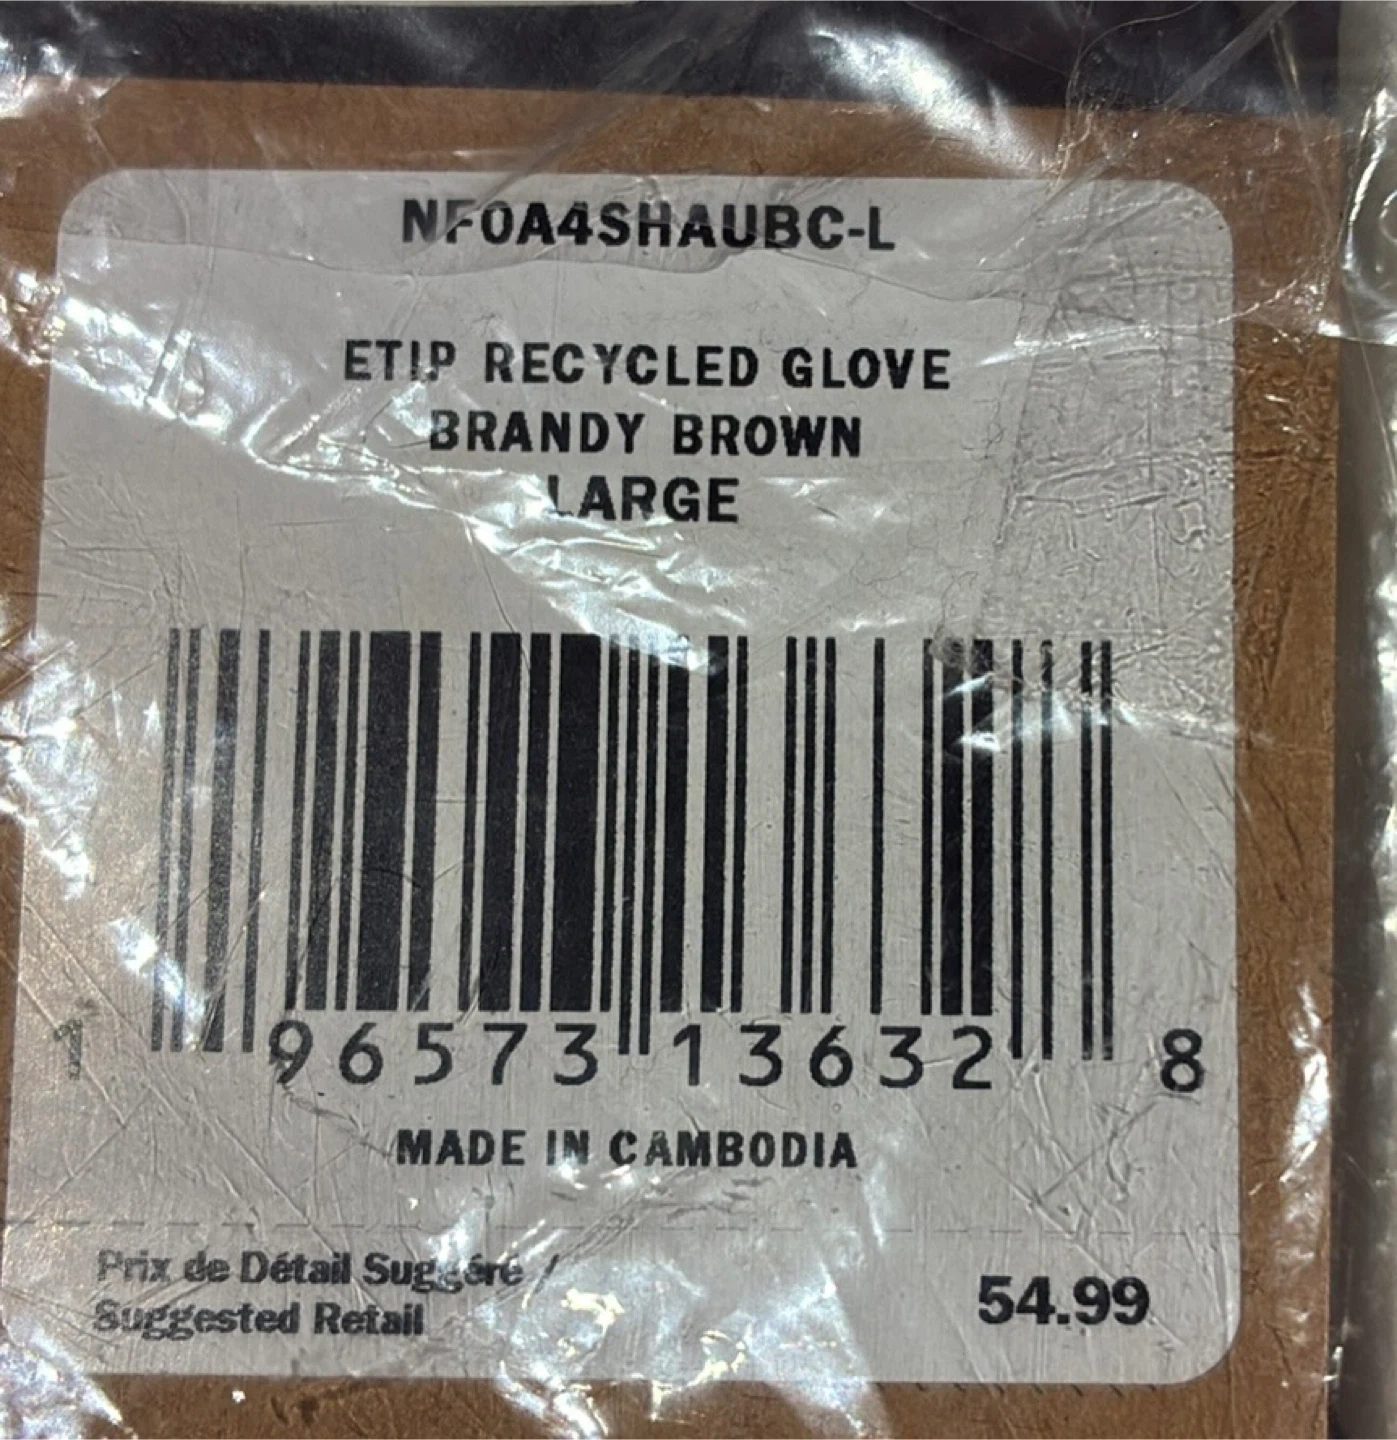 NF0A4SHAUBC-L
ETIP RECYCLED GLOVE
BRANDY BROWN
LARGE
1 96573 13632 8
MADE IN CAMBODIA
Prix de Détail Suggéré /
Suggested Retail
54.99